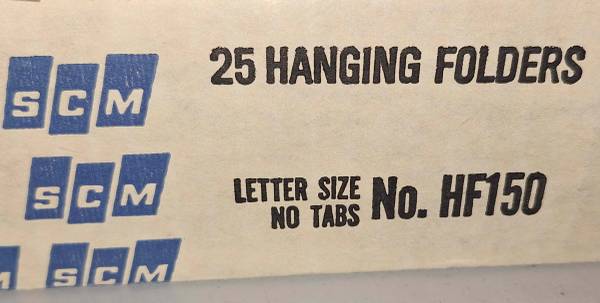 SCM
25 HANGING FOLDERS
SCM
LETTER SIZE
NO TABS
No. HF150
M SCM